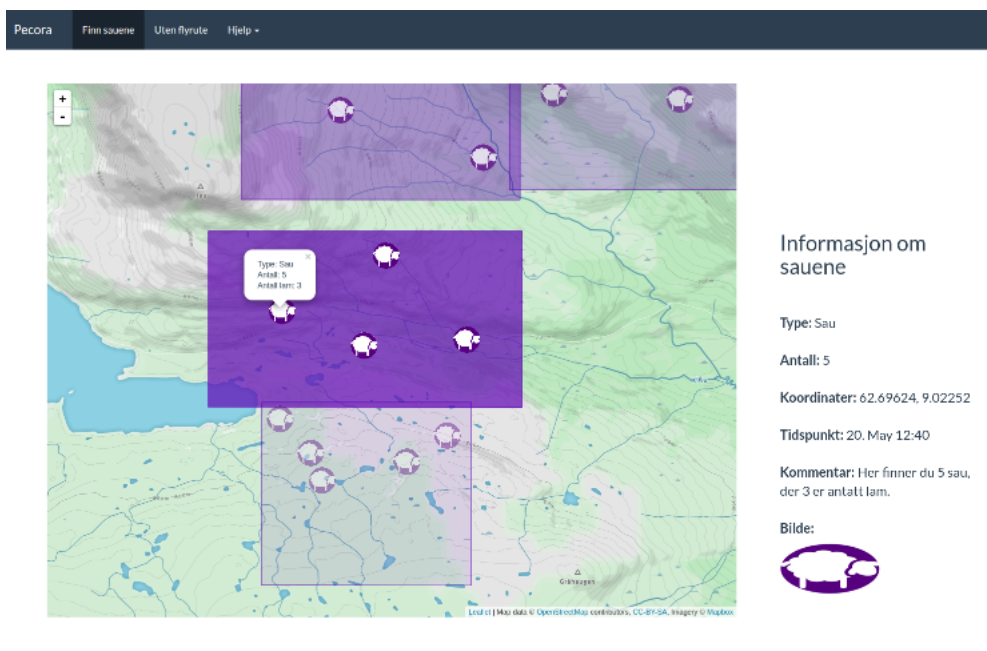 Pecora
Finn sauene
Uten flyrute
Hjelp
+
-
Type: Sau
Antall: 5
Antall lam: 3
×
Gråhaugen
Leaflet | Map data © OpenStreetMap contributors, CC-BY-SA, Imagery © Mapbox
Informasjon om
sauene
Type: Sau
Antall: 5
Koordinater: 62.69624, 9.02252
Tidspunkt: 20. May 12:40
Kommentar: Her finner du 5 sau,
der 3 er antatt lam.
Bilde: